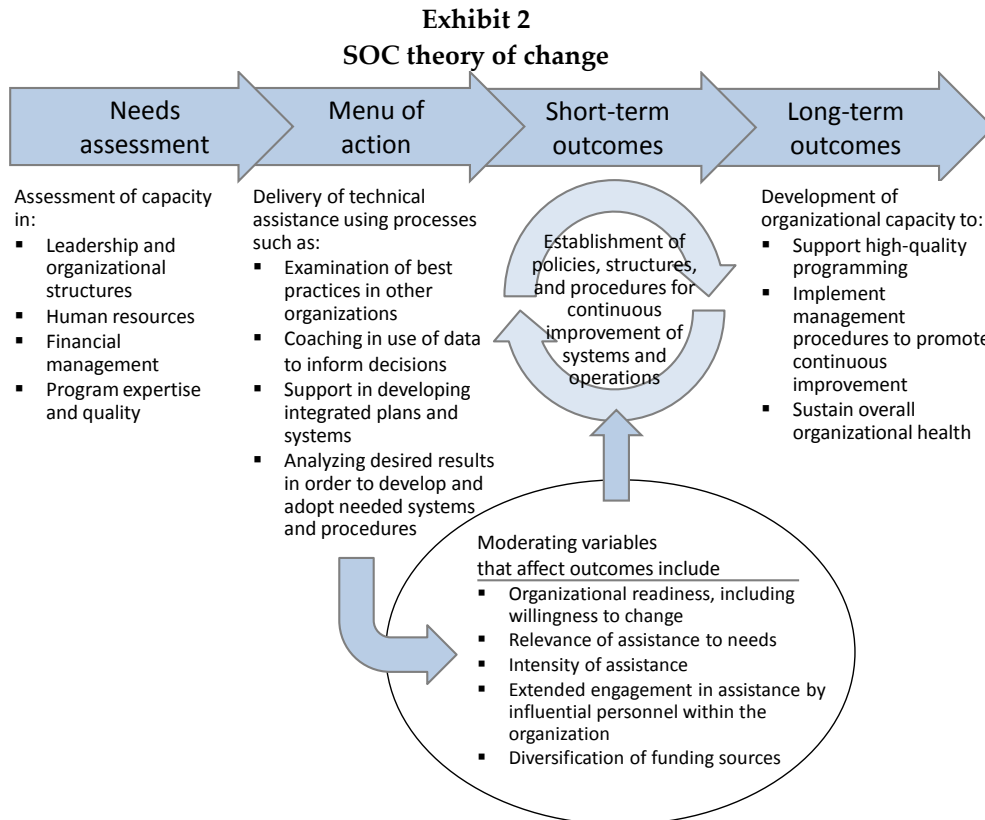 Exhibit 2
SOC theory of change
Needs
assessment
Menu of
action
Short-term
outcomes
Long-term
outcomes
Assessment of capacity
in:
▪ Leadership and
organizational
structures
▪ Human resources
▪ Financial
management
▪ Program expertise
and quality
Delivery of technical
assistance using processes
such as:
▪ Examination of best
practices in other
organizations
▪ Coaching in use of data
to inform decisions
▪ Support in developing
integrated plans and
systems
▪ Analyzing desired results
in order to develop and
adopt needed systems
and procedures
Establishment of
policies, structures,
and procedures for
continuous
improvement of
systems and
operations
Development of
organizational capacity to:
▪ Support high-quality
programming
▪ Implement
management
procedures to promote
continuous
improvement
▪ Sustain overall
organizational health
Moderating variables
that affect outcomes include
▪ Organizational readiness, including
willingness to change
▪ Relevance of assistance to needs
▪ Intensity of assistance
▪ Extended engagement in assistance by
influential personnel within the
organization
▪ Diversification of funding sources